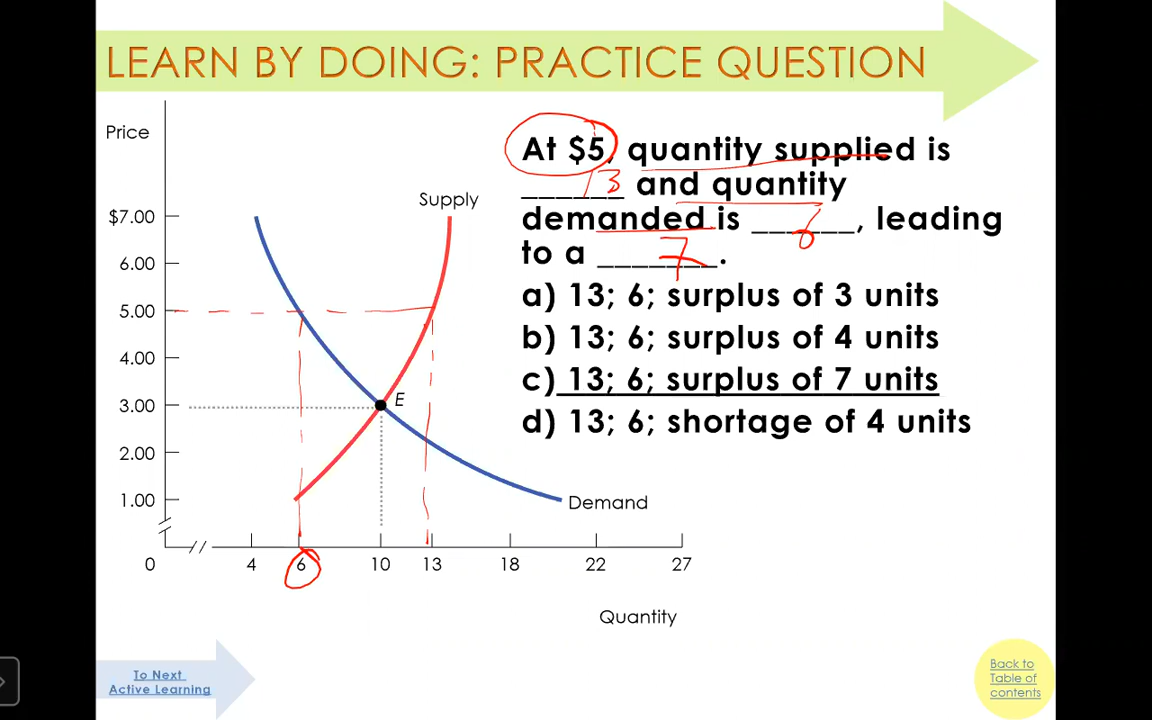 LEARN BY DOING: PRACTICE QUESTION
Price
At $5, quantity supplied is
______ 13 and quantity
demanded is ______ 6, leading
to a _______ 7.
a) 13; 6; surplus of 3 units
b) 13; 6; surplus of 4 units
c) 13; 6; surplus of 7 units
d) 13; 6; shortage of 4 units
Supply
$7.00
6.00
5.00
4.00
3.00
E
2.00
1.00
Demand
0 4 6 10 13 18 22 27
Quantity
To Next
Active Learning
Back to
Table of
contents